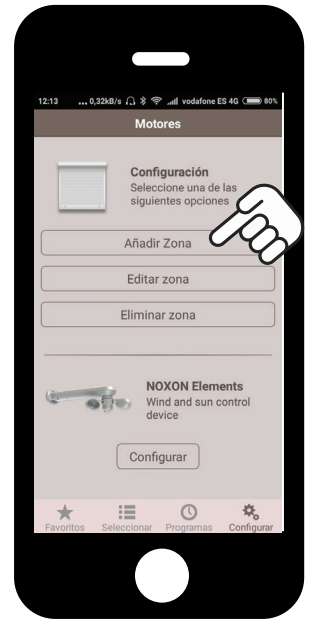 12:13 ... 0,32kB/s vodafone ES 4G 80%
Motores
Configuración
Seleccione una de las
siguientes opciones
Añadir Zona
Editar zona
Eliminar zona
NOXON Elements
Wind and sun control
device
Configurar
Favoritos Seleccionar Programas Configurar